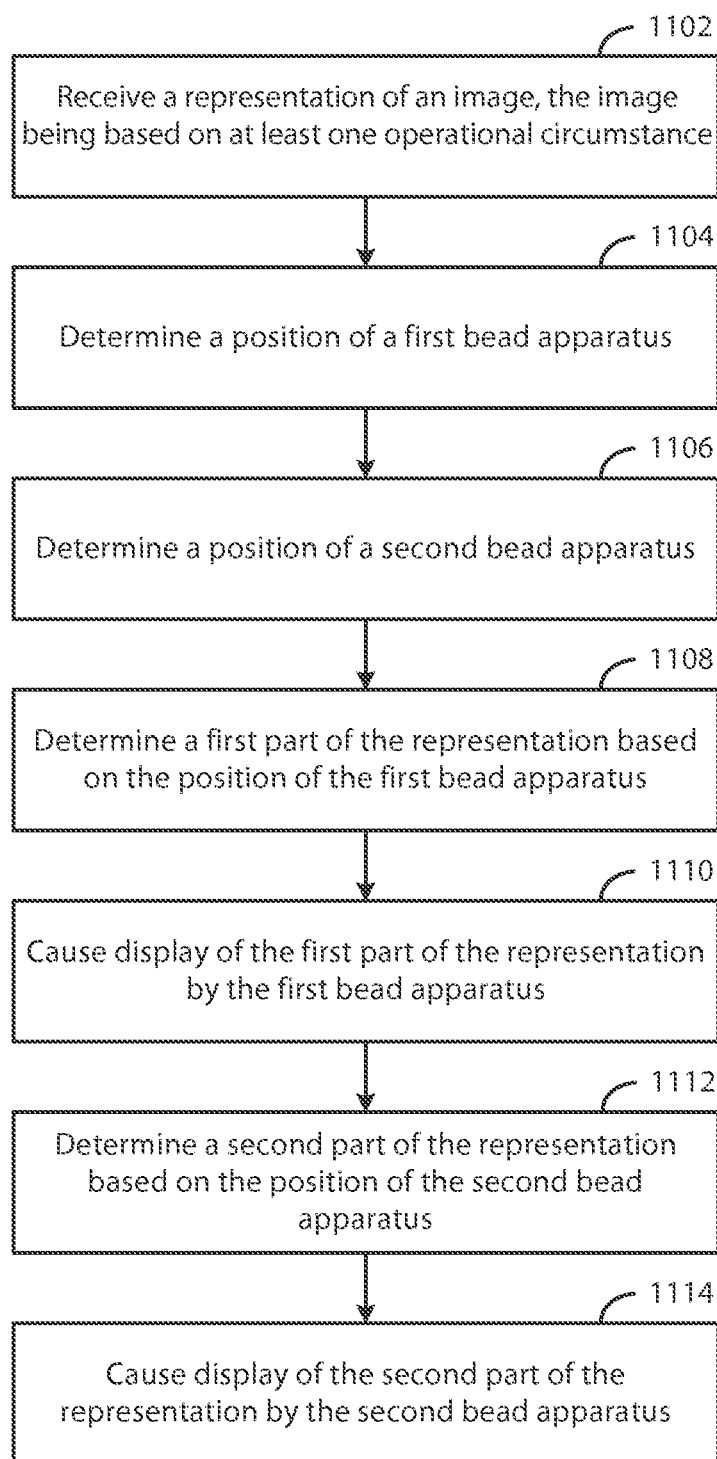 1102
Receive a representation of an image, the image
being based on at least one operational circumstance
1104
Determine a position of a first bead apparatus
1106
Determine a position of a second bead apparatus
1108
Determine a first part of the representation based
on the position of the first bead apparatus
1110
Cause display of the first part of the representation
by the first bead apparatus
1112
Determine a second part of the representation
based on the position of the second bead
apparatus
1114
Cause display of the second part of the
representation by the second bead apparatus